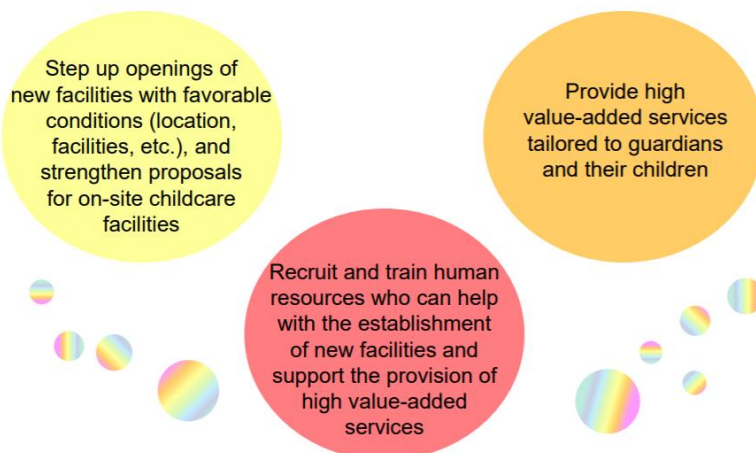 Step up openings of
new facilities with favorable
conditions (location,
facilities, etc.), and
strengthen proposals
for on-site childcare
facilities
Provide high
value-added services
tailored to guardians
and their children
Recruit and train human
resources who can help
with the establishment
of new facilities and
support the provision of
high value-added
services